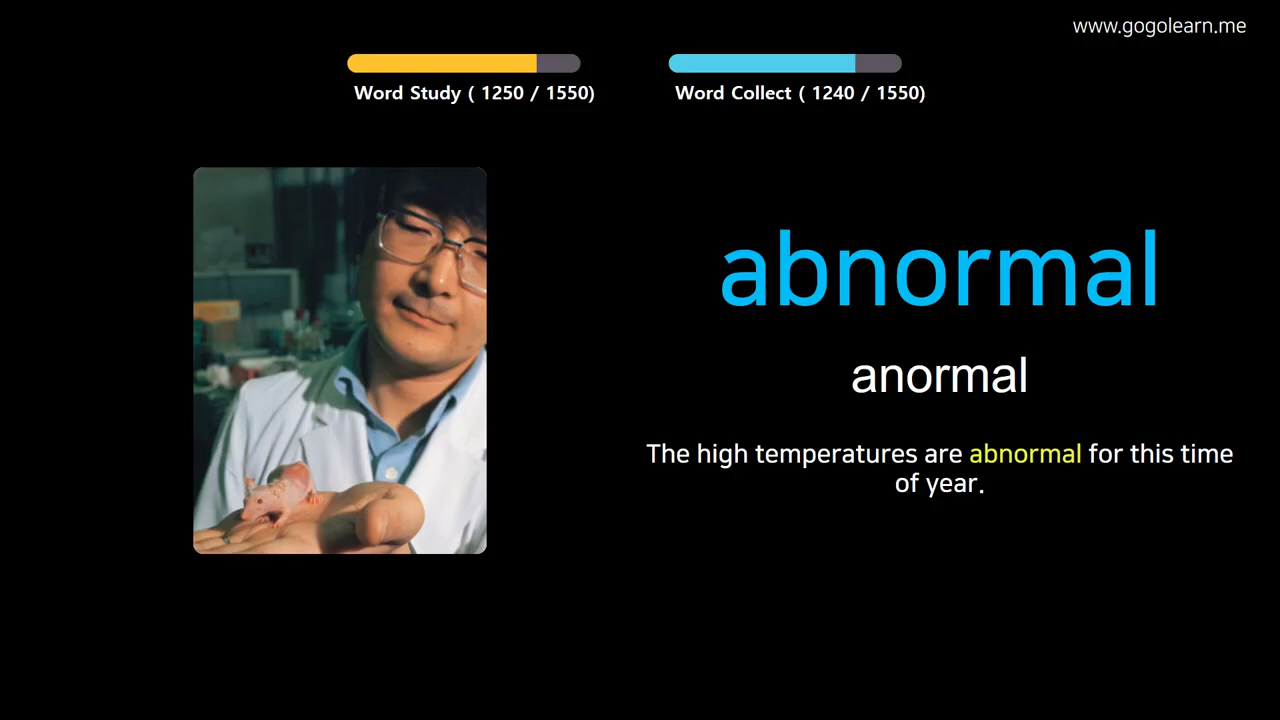 www.gogolearn.me
Word Study ( 1250 / 1550)
Word Collect ( 1240 / 1550)
abnormal
anormal
The high temperatures are abnormal for this time
of year.